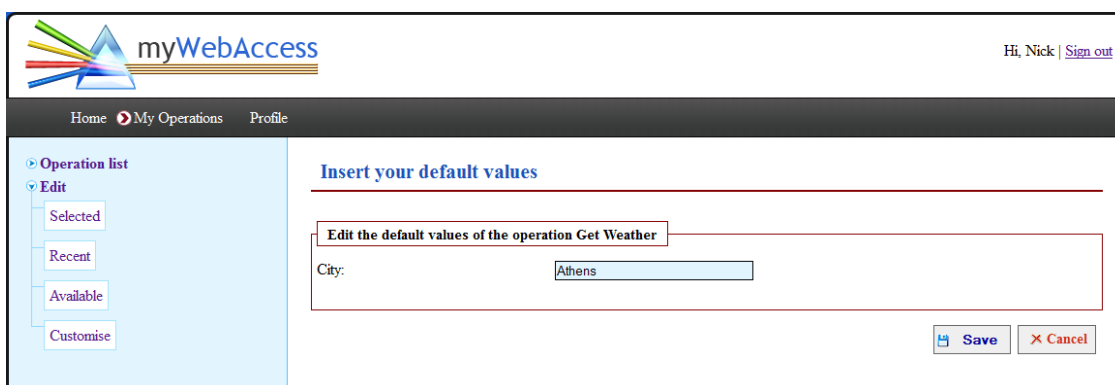 myWebAccess
Hi, Nick | Sign out
Home My Operations Profile
Operation list
Edit
Selected
Recent
Available
Customise
Insert your default values
Edit the default values of the operation Get Weather
City: Athens
Save Cancel